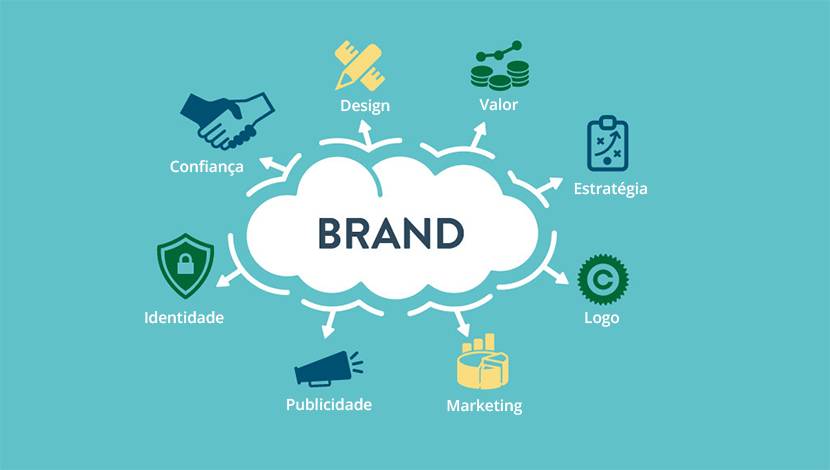 Design
Valor
Confiança
Estratégia
BRAND
Identidade
Logo
Publicidade
Marketing
C